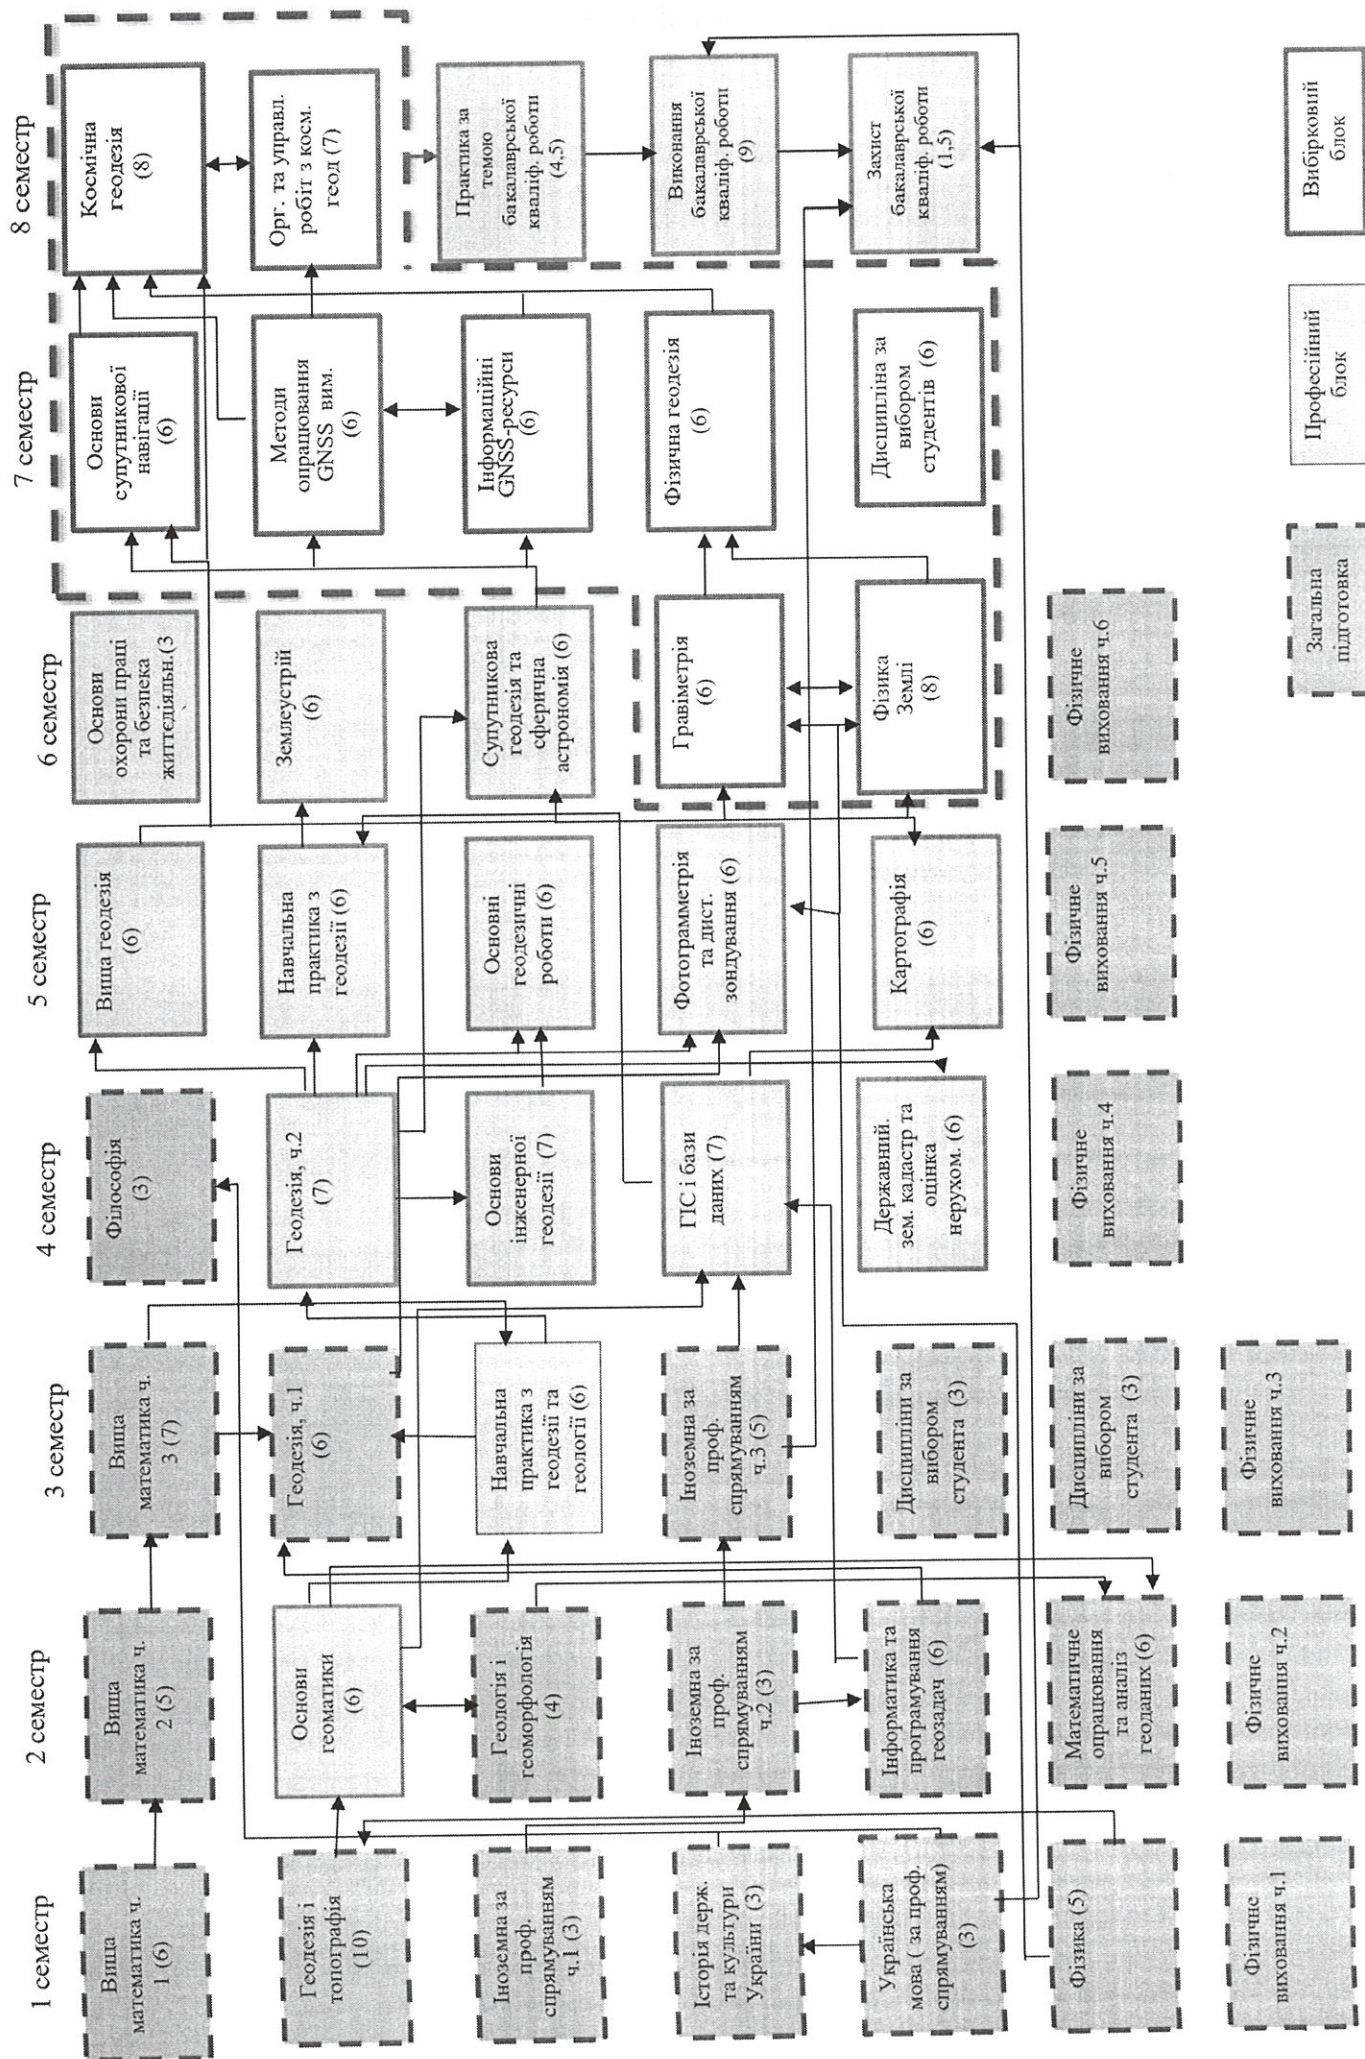 1 семестр
Вища
математика ч.
1 (6)
Геодезія і
топографія
(10)
Іноземна за
проф.
спрямуванням
ч.1 (3)
Історія держ.
та культури
України (3)
Українська
мова ( за проф.
спрямуванням)
(3)
Фізика (5)
Фізичне
виховання ч.1
2 семестр
Вища
математика ч.
2 (5)
Основи
геоматики
(6)
Геологія і
геоморфологія
(4)
Іноземна за
проф.
спрямуванням
ч.2 (3)
Інформатика та
програмування
геозадач (6)
Математичне
опрацювання
та аналіз
геоданих (6)
Фізичне
виховання ч.2
3 семестр
Вища
математика ч.
3 (7)
Геодезія, ч.1
(6)
Навчальна
практика з
геодезії та
геології (6)
Іноземна за
проф.
спрямуванням
ч.3 (5)
Дисципліни за
вибором
студента (3)
Дисципліни за
вибором
студента (3)
Фізичне
виховання ч.3
4 семестр
Філософія
(3)
Геодезія, ч.2
(7)
Основи
інженерної
геодезії (7)
ГІС і бази
даних (7)
Державний.
зем. кадастр та
оцінка
нерухом. (6)
Фізичне
виховання ч.4
5 семестр
Вища геодезія
(6)
Навчальна
практика з
геодезії (6)
Основні
геодезичні
роботи (6)
Фотограмметрія
та дист.
зондування (6)
Картографія
(6)
Фізичне
виховання ч.5
6 семестр
Основи
охорони праці
та безпека
життєдіяльн.(3
Землеустрій
(6)
Супутникова
геодезія та
сферична
астрономія (6)
Гравіметрія
(6)
Фізика
Землі
(8)
Фізичне
виховання ч.6
7 семестр
Основи
супутникової
навігації
(6)
Методи
опрацювання
GNSS вим.
(6)
Інформаційні
GNSS-ресурси
(6)
Фізична геодезія
(6)
Дисципліна за
вибором
студентів (6)
8 семестр
Космічна
геодезія
(8)
Орг. та управл.
робіт з косм.
геод (7)
Практика за
темою
бакалаврської
кваліф. роботи
(4,5)
Виконання
бакалаврської
кваліф. роботи
(9)
Захист
бакалаврської
кваліф. роботи
(1,5)
Загальна
підготовка
Професійний
блок
Вибірковий
блок